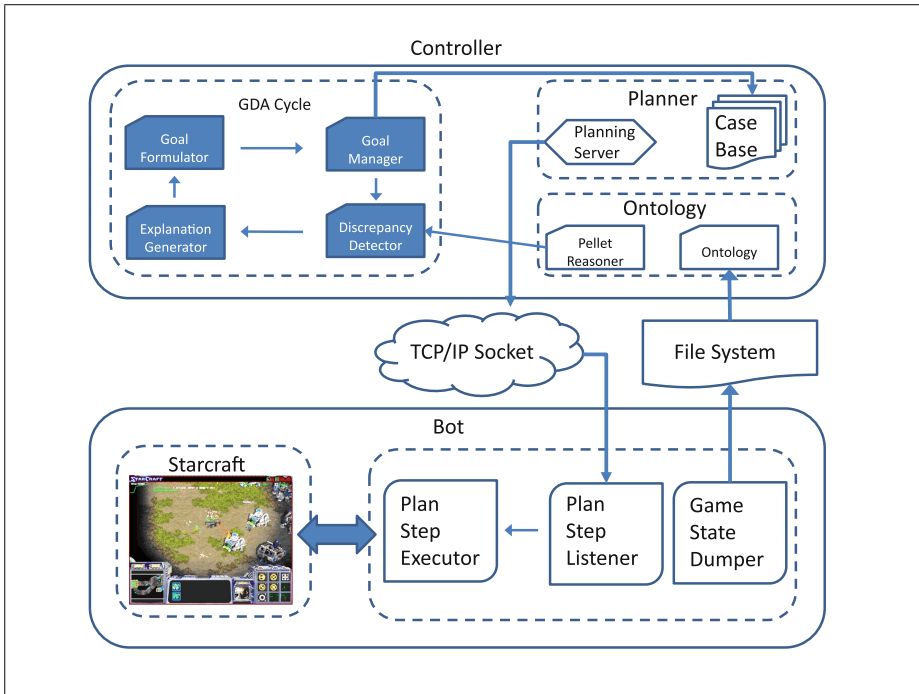 Controller
GDA Cycle
Goal
Formulator
Goal
Manager
Explanation
Generator
Discrepancy
Detector
Planner
Planning
Server
Case
Base
Ontology
Pellet
Reasoner
Ontology
TCP/IP Socket
File System
Bot
Starcraft
STARCRAFT
Plan
Step
Executor
Plan
Step
Listener
Game
State
Dumper